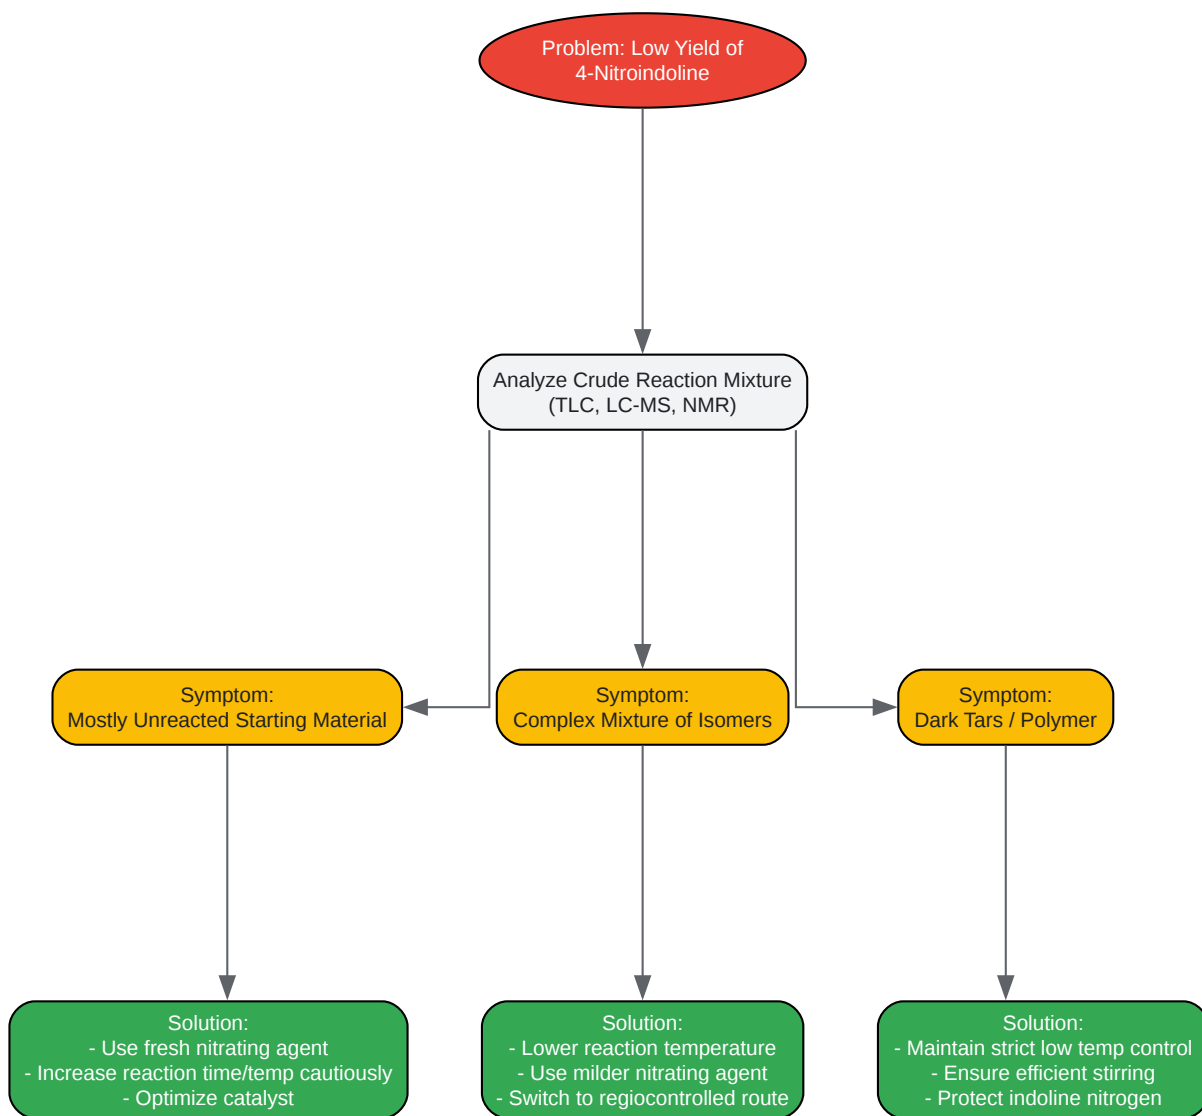 Problem: Low Yield of
4-Nitroindoline
Analyze Crude Reaction Mixture
(TLC, LC-MS, NMR)
Symptom:
Mostly Unreacted Starting Material
Symptom:
Complex Mixture of Isomers
Symptom:
Dark Tars / Polymer
Solution:
- Use fresh nitrating agent
- Increase reaction time/temp cautiously
- Optimize catalyst
Solution:
- Lower reaction temperature
- Use milder nitrating agent
- Switch to regiocontrolled route
Solution:
- Maintain strict low temp control
- Ensure efficient stirring
- Protect indoline nitrogen